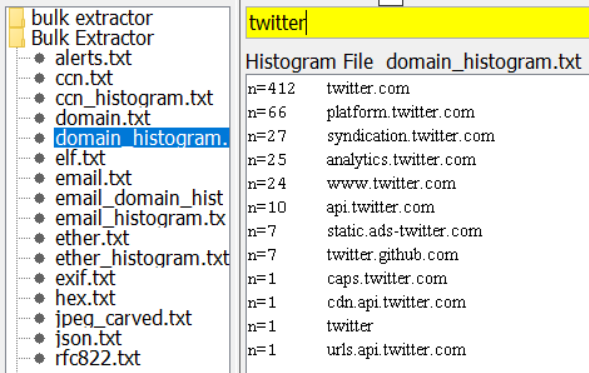 bulk extractor
Bulk Extractor
alerts.txt
ccn.txt
ccn_histogram.txt
domain.txt
domain_histogram.
elf.txt
email.txt
email_domain_hist
email_histogram.tx
ether.txt
ether_histogram.txt
exif.txt
hex.txt
jpeg_carved.txt
json.txt
rfc822.txt
twitter
Histogram File domain_histogram.txt
n=412 twitter.com
n=66 platform.twitter.com
n=27 syndication.twitter.com
n=25 analytics.twitter.com
n=24 www.twitter.com
n=10 api.twitter.com
n=7 static.ads-twitter.com
n=7 twitter.github.com
n=1 caps.twitter.com
n=1 cdn.api.twitter.com
n=1 twitter
n=1 urls.api.twitter.com